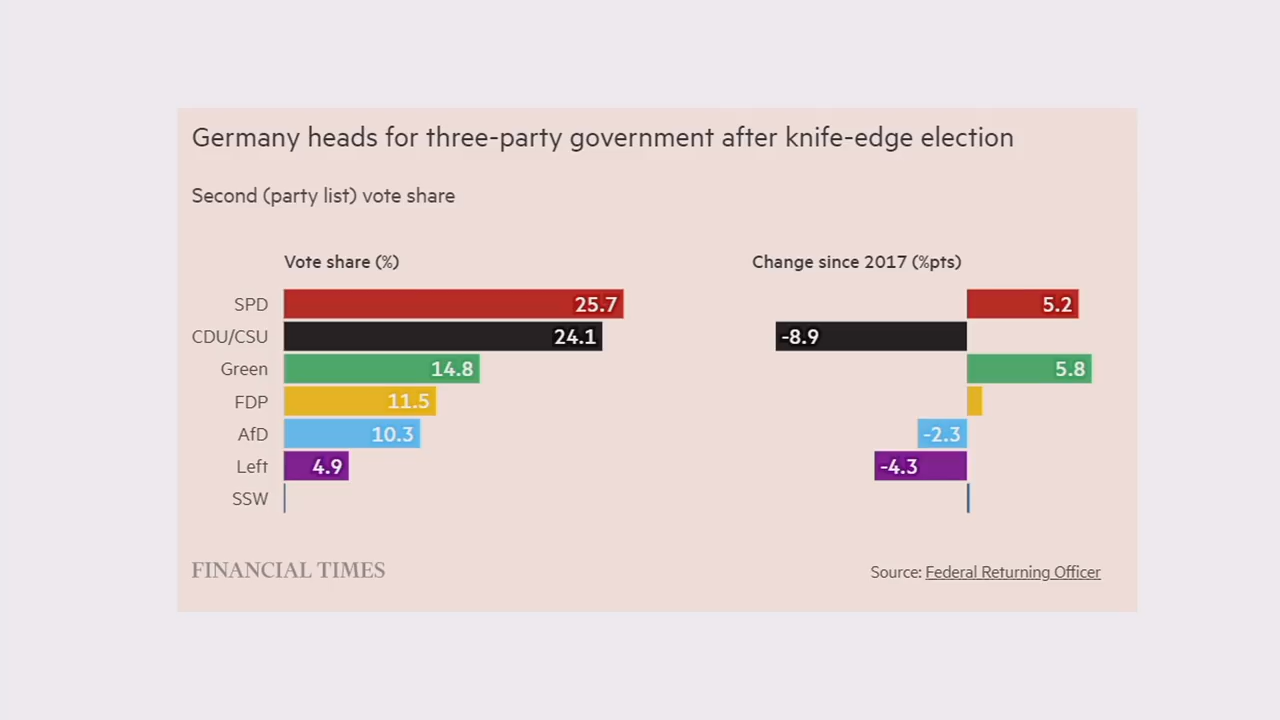 Germany heads for three-party government after knife-edge election
Second (party list) vote share
Vote share (%)
Change since 2017 (%pts)
SPD 25.7 5.2
CDU/CSU 24.1 -8.9
Green 14.8 5.8
FDP 11.5
AfD 10.3 -2.3
Left 4.9 -4.3
SSW
FINANCIAL TIMES
Source: Federal Returning Officer